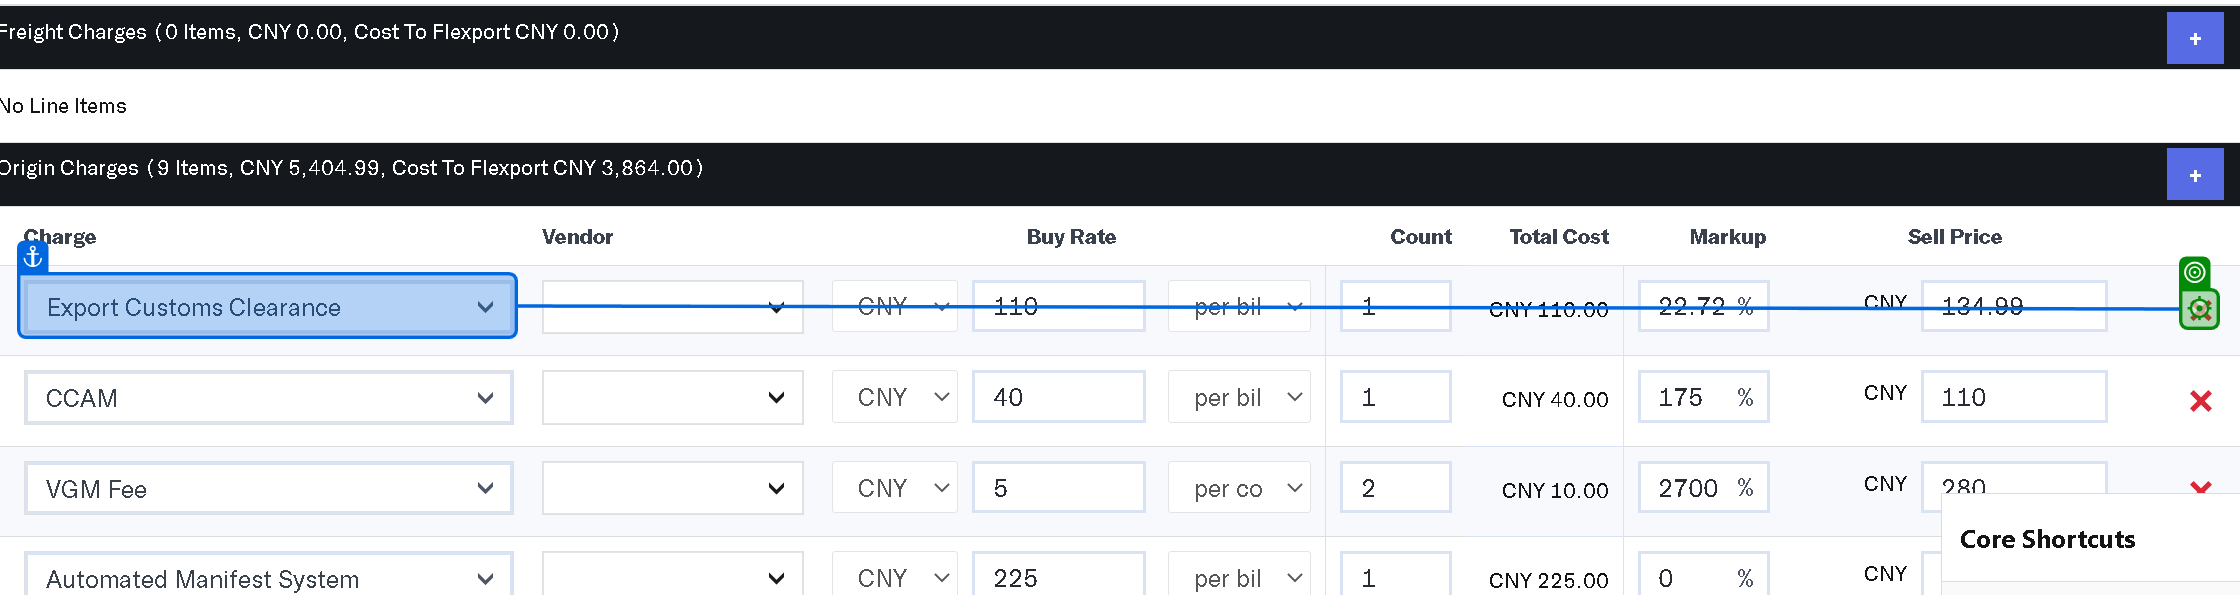 Freight Charges (0 Items, CNY 0.00, Cost To Flexport CNY 0.00)
+
No Line Items
Origin Charges (9 Items, CNY 5,404.99, Cost To Flexport CNY 3,864.00)
+
Charge Vendor Buy Rate Count Total Cost Markup Sell Price
Export Customs Clearance CNY 110 per bil 1 CNY 110.00 22.72 % CNY 134.99
CCAM CNY 40 per bil 1 CNY 40.00 175 % CNY 110
VGM Fee CNY 5 per co 2 CNY 10.00 2700 % CNY 280
Core Shortcuts
Automated Manifest System CNY 225 per bil 1 CNY 225.00 0 % CNY